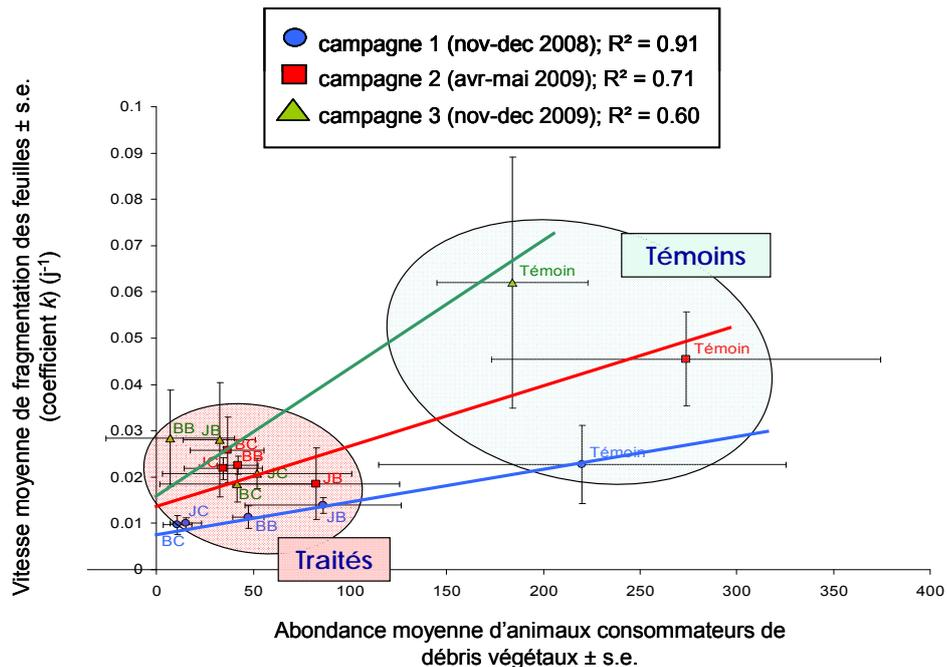 campagne 1 (nov-dec 2008); R² = 0.91
campagne 2 (avr-mai 2009); R² = 0.71
campagne 3 (nov-dec 2009); R² = 0.60
Vitesse moyenne de fragmentation des feuilles ± s.e.
(coefficient k) (j⁻¹)
0.1
0.09
0.08
0.07
0.06
0.05
0.04
0.03
0.02
0.01
0
Témoins
Témoin
Témoin
Témoin
BB
JB
BC
BB
JC
JB
BC
JC
BB
JB
BC
Traités
0
50
100
150
200
250
300
350
400
Abondance moyenne d'animaux consommateurs de
débris végétaux ± s.e.